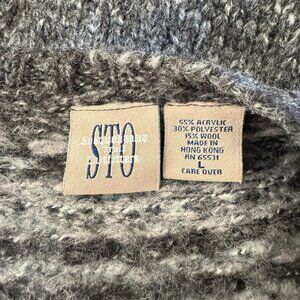 STO
55% ACRYLIC
30% POLYESTER
15% WOOL
MADE IN
HONG KONG
RN 65531
L
CARE OVER